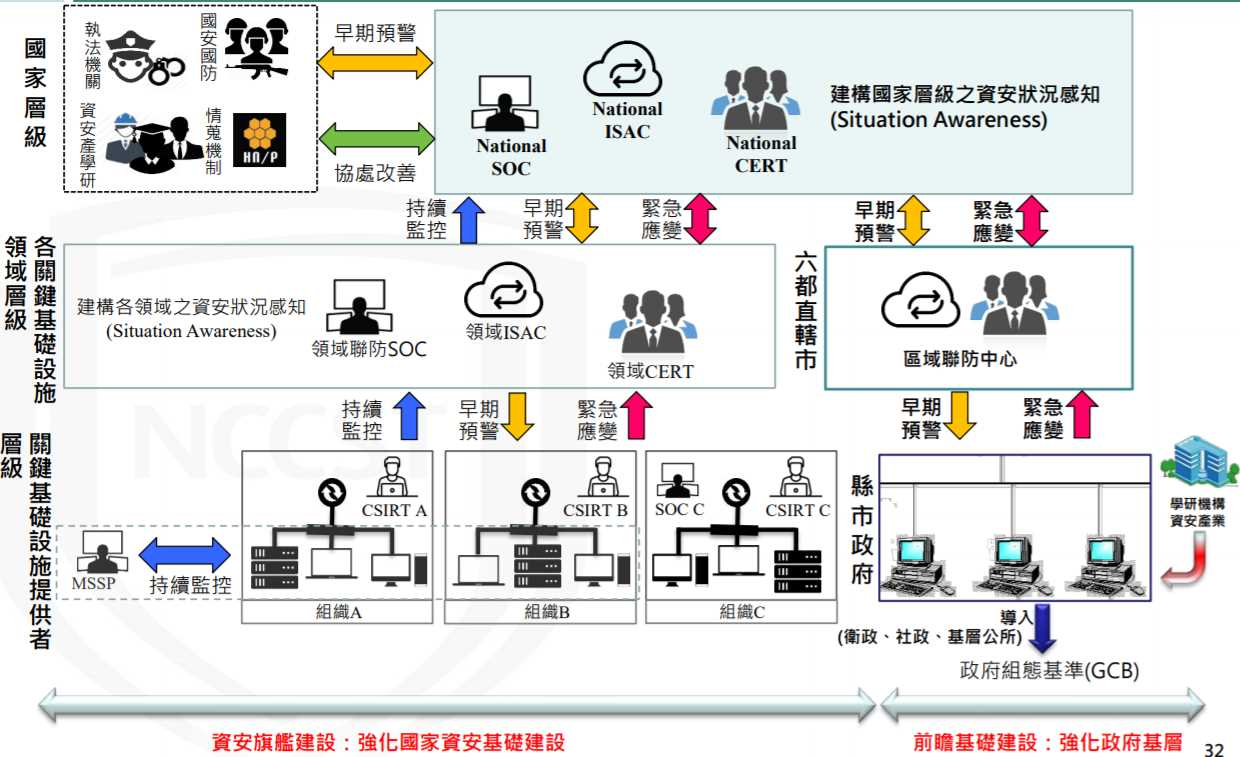 國家層級
執法機關
國安國防
資安產學研
情蒐機制
HN/P
早期預警
協處改善
National
SOC
National
ISAC
National
CERT
建構國家層級之資安狀況感知
(Situation Awareness)
持續
監控
早期
預警
緊急
應變
早期
預警
緊急
應變
各關鍵基礎設施
領域層級
建構各領域之資安狀況感知
(Situation Awareness)
領域聯防SOC
領域ISAC
領域CERT
六都直轄市
區域聯防中心
持續
監控
早期
預警
緊急
應變
早期
預警
緊急
應變
關鍵基礎設施提供者
層級
NCCST
MSSP
持續監控
CSIRT A
組織A
CSIRT B
組織B
SOC C
CSIRT C
組織C
縣市政府
學研機構
資安產業
導入
(衛政、社政、基層公所)
政府組態基準(GCB)
資安旗艦建設：強化國家資安基礎建設
前瞻基礎建設：強化政府基層
32